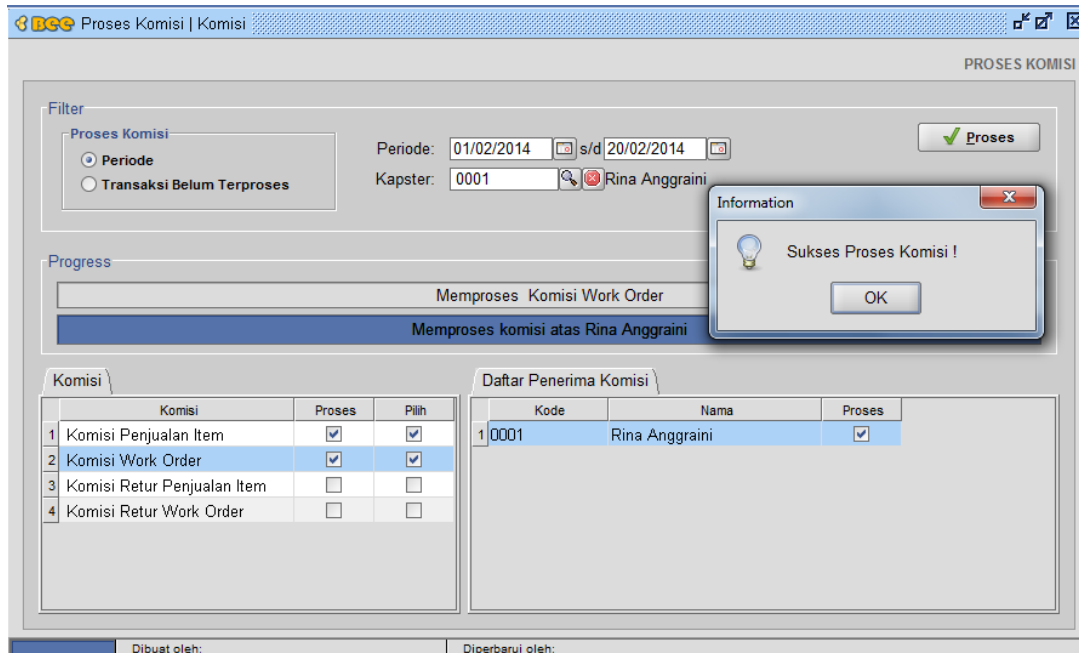 Bee Proses Komisi | Komisi
PROSES KOMISI
Filter
Proses Komisi
Periode
Transaksi Belum Terproses
Periode: 01/02/2014 s/d 20/02/2014
Kapster: 0001 Rina Anggraini
Proses
Information
Sukses Proses Komisi !
OK
Progress
Memproses Komisi Work Order
Memproses komisi atas Rina Anggraini
Komisi
Komisi Proses Pilih
1 Komisi Penjualan Item
2 Komisi Work Order
3 Komisi Retur Penjualan Item
4 Komisi Retur Work Order
Daftar Penerima Komisi
Kode Nama Proses
1 0001 Rina Anggraini
Dibuat oleh: Diperbarui oleh: